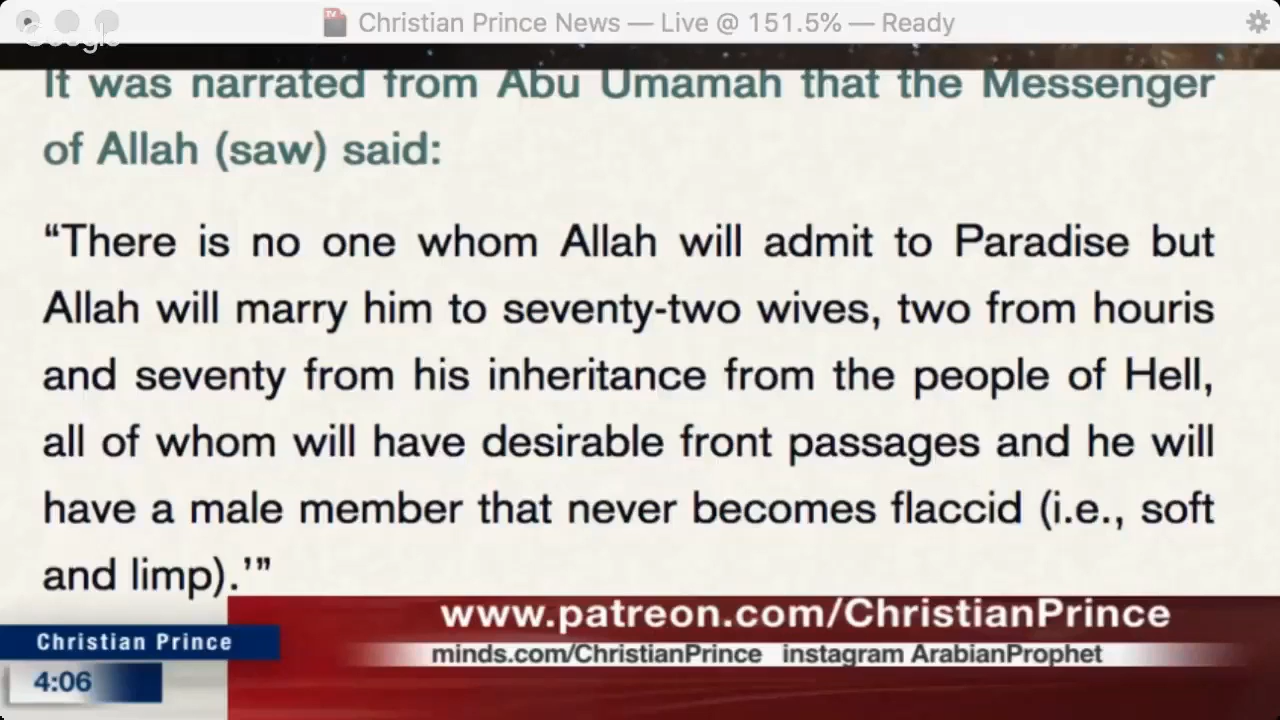 Christian Prince News — Live @ 151.5% — Ready
Google
It was narrated from Abu Umamah that the Messenger
of Allah (saw) said:
“There is no one whom Allah will admit to Paradise but
Allah will marry him to seventy-two wives, two from houris
and seventy from his inheritance from the people of Hell,
all of whom will have desirable front passages and he will
have a male member that never becomes flaccid (i.e., soft
and limp).’”
www.patreon.com/ChristianPrince
Christian Prince
minds.com/ChristianPrince instagram ArabianProphet
4:06